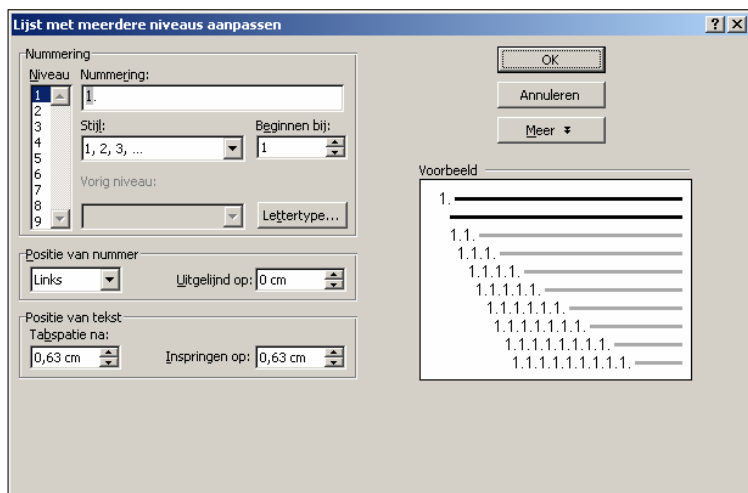 Lijst met meerdere niveaus aanpassen
Nummering
Niveau Nummering:
1
2
3
4
5
6
7
8
9
1.
Stijl: Beginnen bij:
1, 2, 3, ... 1
Vorig niveau:
Lettertype...
Positie van nummer
Links Uitgelijnd op: 0 cm
Positie van tekst
Tabspatie na:
0,63 cm Inspringen op: 0,63 cm
OK
Annuleren
Meer
Voorbeeld
1.
1.1.
1.1.1.
1.1.1.1.
1.1.1.1.1.
1.1.1.1.1.1.
1.1.1.1.1.1.1.
1.1.1.1.1.1.1.1.
1.1.1.1.1.1.1.1.1.